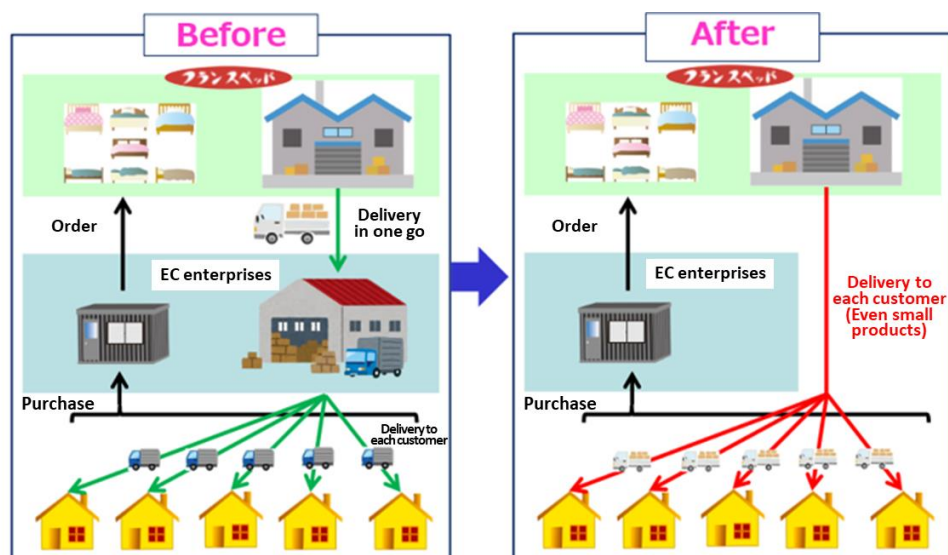 Before
フランスベッド
Order
Delivery
in one go
EC enterprises
Purchase
Delivery to
each customer
After
フランスベッド
Order
EC enterprises
Delivery to
each customer
(Even small
products)
Purchase